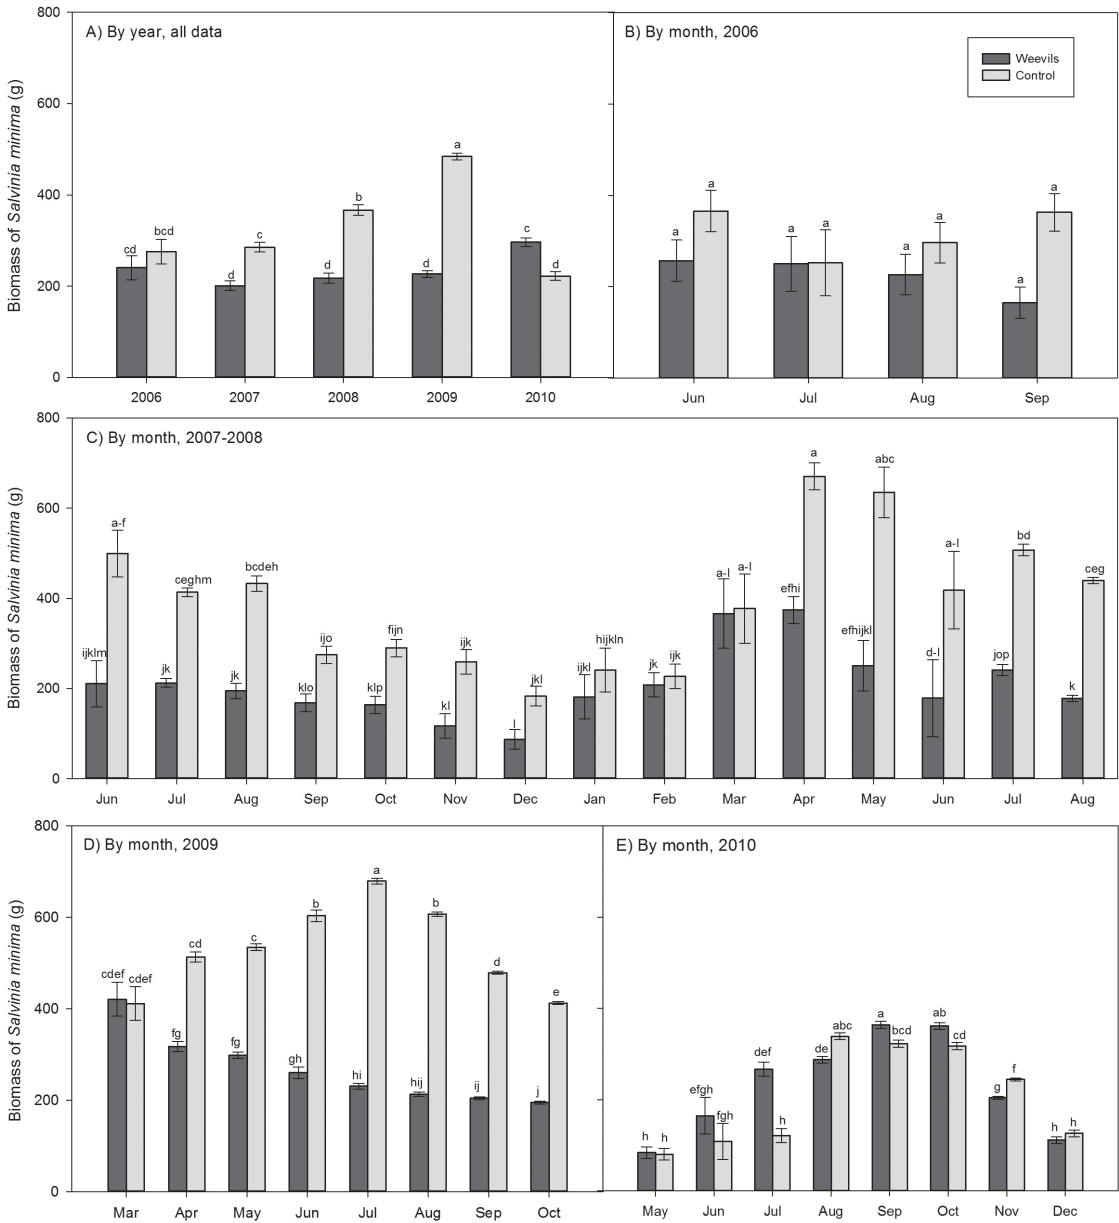 A) By year, all data
Biomass of Salvinia minima (g)
800
600
400
200
0
cd
bcd
d
c
d
b
d
a
c
d
2006
2007
2008
2009
2010
B) By month, 2006
Weevils
Control
a
a
a
a
a
a
a
a
Jun
Jul
Aug
Sep
C) By month, 2007-2008
Biomass of Salvinia minima (g)
800
600
400
200
0
ijklm
a-f
jk
ceghm
jk
bcdeh
klo
ijo
klp
fijn
kl
ijk
l
jkl
ijkl
hijkln
jk
ijk
a-l
a-l
efhi
a
efhijkl
abc
d-l
a-l
jop
bd
k
ceg
Jun
Jul
Aug
Sep
Oct
Nov
Dec
Jan
Feb
Mar
Apr
May
Jun
Jul
Aug
D) By month, 2009
Biomass of Salvinia minima (g)
800
600
400
200
0
cdef
cdef
fg
cd
fg
c
gh
b
hi
a
hij
b
ij
d
j
e
Mar
Apr
May
Jun
Jul
Aug
Sep
Oct
E) By month, 2010
h
h
efgh
fgh
def
h
de
abc
a
bcd
ab
cd
g
f
h
h
May
Jun
Jul
Aug
Sep
Oct
Nov
Dec